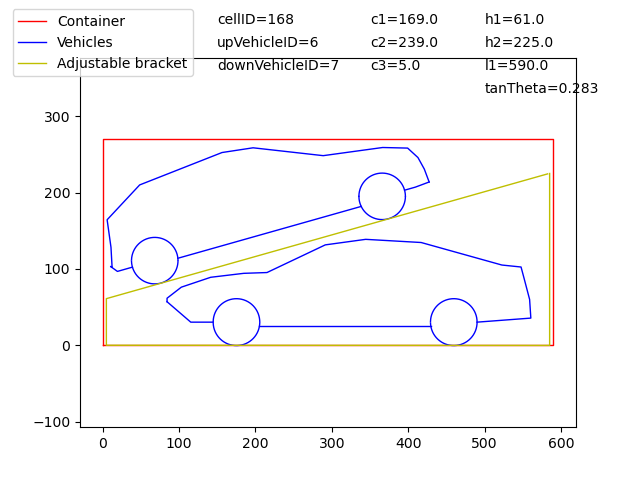 Container
Vehicles
Adjustable bracket
cellID=168
upVehicleID=6
downVehicleID=7
c1=169.0
c2=239.0
c3=5.0
h1=61.0
h2=225.0
l1=590.0
tanTheta=0.283
300
200
100
0
−100
0 100 200 300 400 500 600